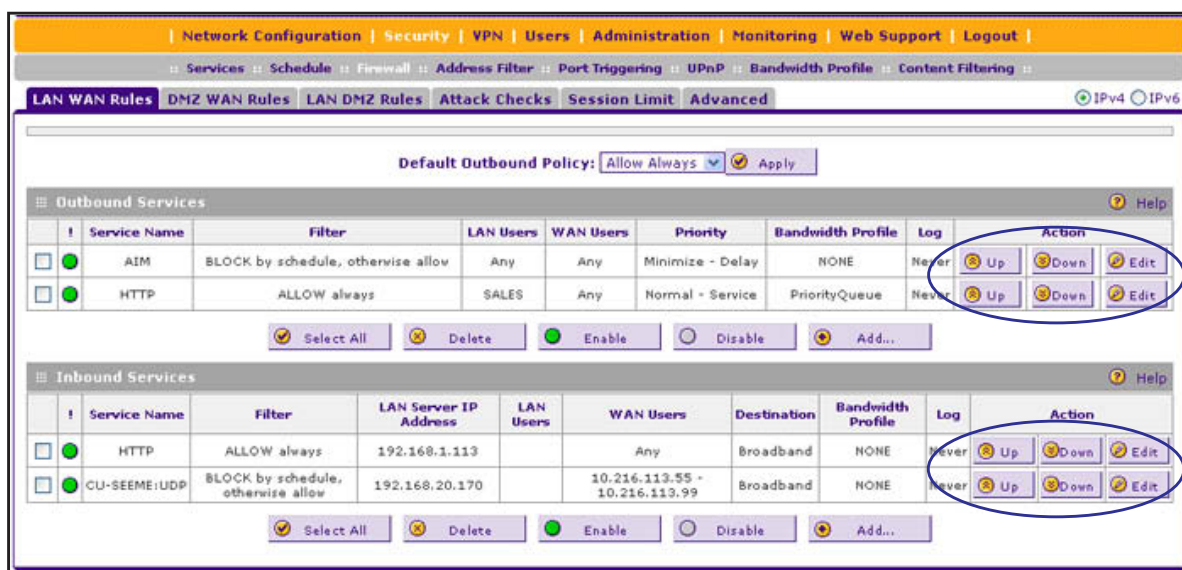 | Network Configuration | Security | VPN | Users | Administration | Monitoring | Web Support | Logout |
:: Services :: Schedule :: Firewall :: Address Filter :: Port Triggering :: UPnP :: Bandwidth Profile :: Content Filtering ::
LAN WAN Rules DMZ WAN Rules LAN DMZ Rules Attack Checks Session Limit Advanced IPv4 IPv6
Default Outbound Policy: Allow Always Apply
Outbound Services ? Help
! Service Name Filter LAN Users WAN Users Priority Bandwidth Profile Log Action
AIM BLOCK by schedule, otherwise allow Any Any Minimize - Delay NONE Never Up Down Edit
HTTP ALLOW always SALES Any Normal - Service PriorityQueue Never Up Down Edit
Select All Delete Enable Disable Add...
Inbound Services ? Help
! Service Name Filter LAN Server IP Address LAN Users WAN Users Destination Bandwidth Profile Log Action
HTTP ALLOW always 192.168.1.113 Any Broadband NONE Never Up Down Edit
CU-SEEME:UDP BLOCK by schedule, otherwise allow 192.168.20.170 10.216.113.55 - 10.216.113.99 Broadband NONE Never Up Down Edit
Select All Delete Enable Disable Add...